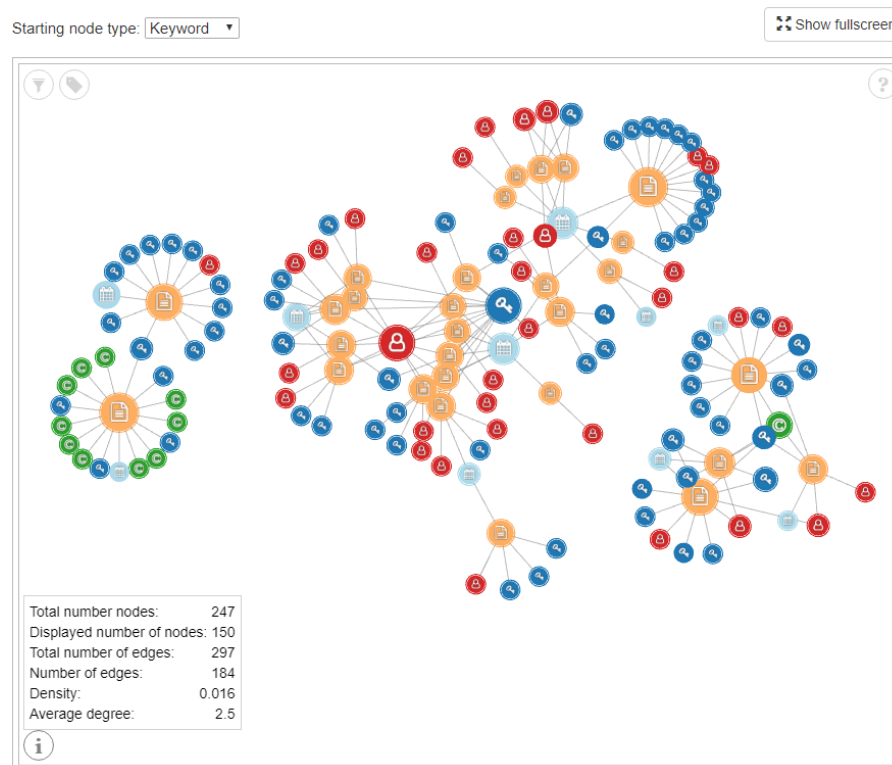 Starting node type: Keyword
Show fullscreen
Total number nodes: 247
Displayed number of nodes: 150
Total number of edges: 297
Number of edges: 184
Density: 0.016
Average degree: 2.5